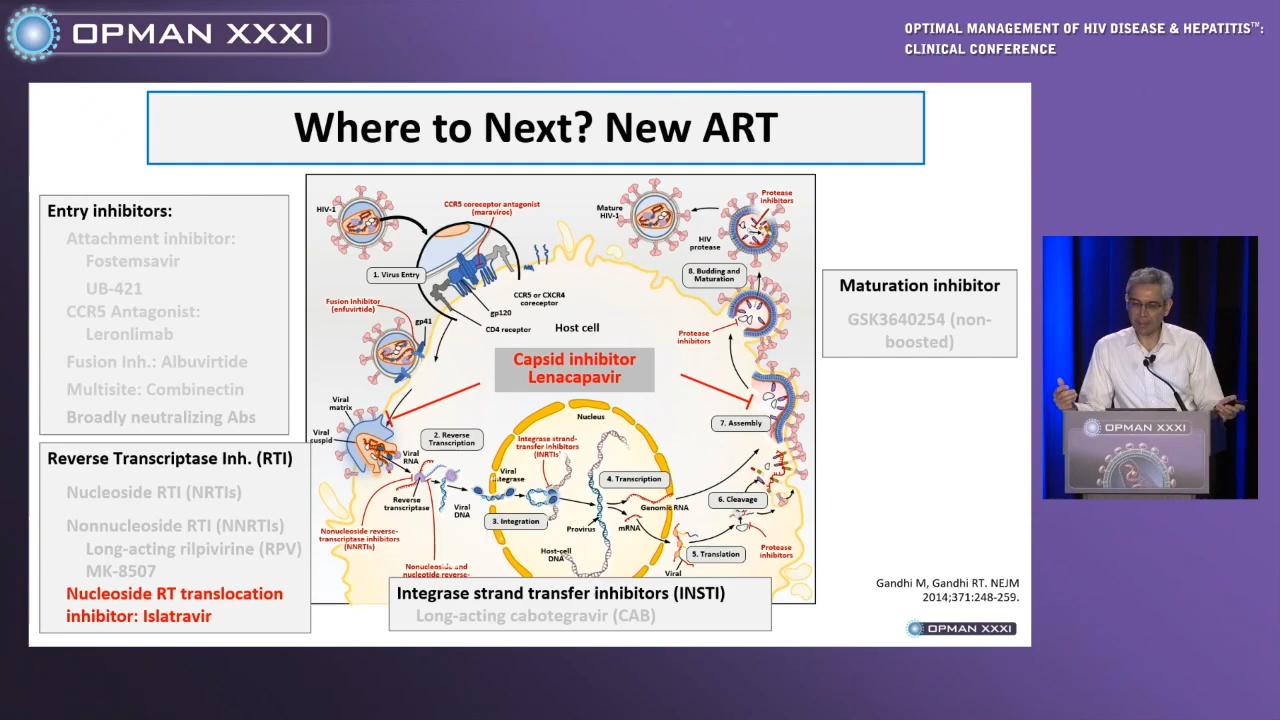 OPMAN XXXI
OPTIMAL MANAGEMENT OF HIV DISEASE & HEPATITIS™:
CLINICAL CONFERENCE
Where to Next? New ART
Entry inhibitors:
Attachment inhibitor:
Fostemsavir
UB-421
CCR5 Antagonist:
Leronlimab
Fusion Inh.: Albuvirtide
Multisite: Combinectin
Broadly neutralizing Abs
Reverse Transcriptase Inh. (RTI)
Nucleoside RTI (NRTIs)
Nonnucleoside RTI (NNRTIs)
Long-acting rilpivirine (RPV)
MK-8507
Nucleoside RT translocation
inhibitor: Islatravir
HIV-1
CCR5 coreceptor antagonist
(maraviroc)
1. Virus Entry
CCR5 or CXCR4
coreceptor
gp120
CD4 receptor
Fusion Inhibitor
(enfuvirtide)
gp41
Host cell
Mature
HIV-1
HIV
protease
Protease
inhibitors
8. Budding and
Maturation
Protease
inhibitors
Capsid inhibitor
Lenacapavir
Viral
matrix
Viral
cuspid
2. Reverse
Transcription
Viral
RNA
Reverse
transcriptase
Viral
DNA
Nonucleoside reverse-
transcriptase inhibitors
(NNRTIs)
Nonucleoside and
nucleotide reverse-
Nucleus
Integrase strand-
transfer inhibitors
(INRTIs)
Viral
integrase
3. Integration
Provirus
Host-cell
DNA
4. Transcription
Genomic RNA
mRNA
5. Translation
Viral
6. Cleavage
Protease
inhibitors
7. Assembly
Integrase strand transfer inhibitors (INSTI)
Long-acting cabotegravir (CAB)
Maturation inhibitor
GSK3640254 (non-
boosted)
Gandhi M, Gandhi RT. NEJM
2014;371:248-259.
OPMAN XXXI
OPMAN XXXI